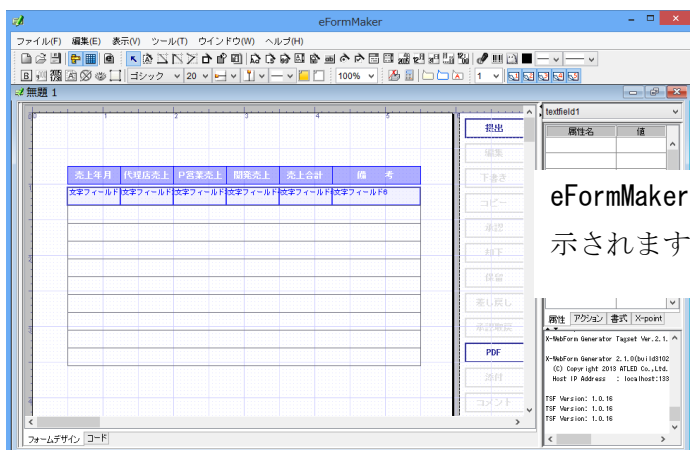 eFormMaker
ファイル(F) 編集(E) 表示(V) ツール(T) ウインドウ(W) ヘルプ(H)
ゴシック 20 100% 1
無題 1
textfield1
属性名 値
提出
編集
下書き
コピー
承認
却下
保留
差し戻し
承認取戻
PDF
添付
コメント
売上年月 代理店売上 P営業売上 開発売上 売上合計 備 考
文字フィールド 文字フィールド 文字フィールド 文字フィールド 文字フィールド 文字フィールド6
eFormMaker
示されます
属性 アクション 書式 X-point
X-WebForm Generator Tagset Ver.2.1.
X-WebForm Generator 2.1.0(build3102
(C) Copyright 2013 ATLED Co.,Ltd.
Host IP Address : localhost:133
TSF Version: 1.0.16
TSF Version: 1.0.16
TSF Version: 1.0.16
フォームデザイン コード